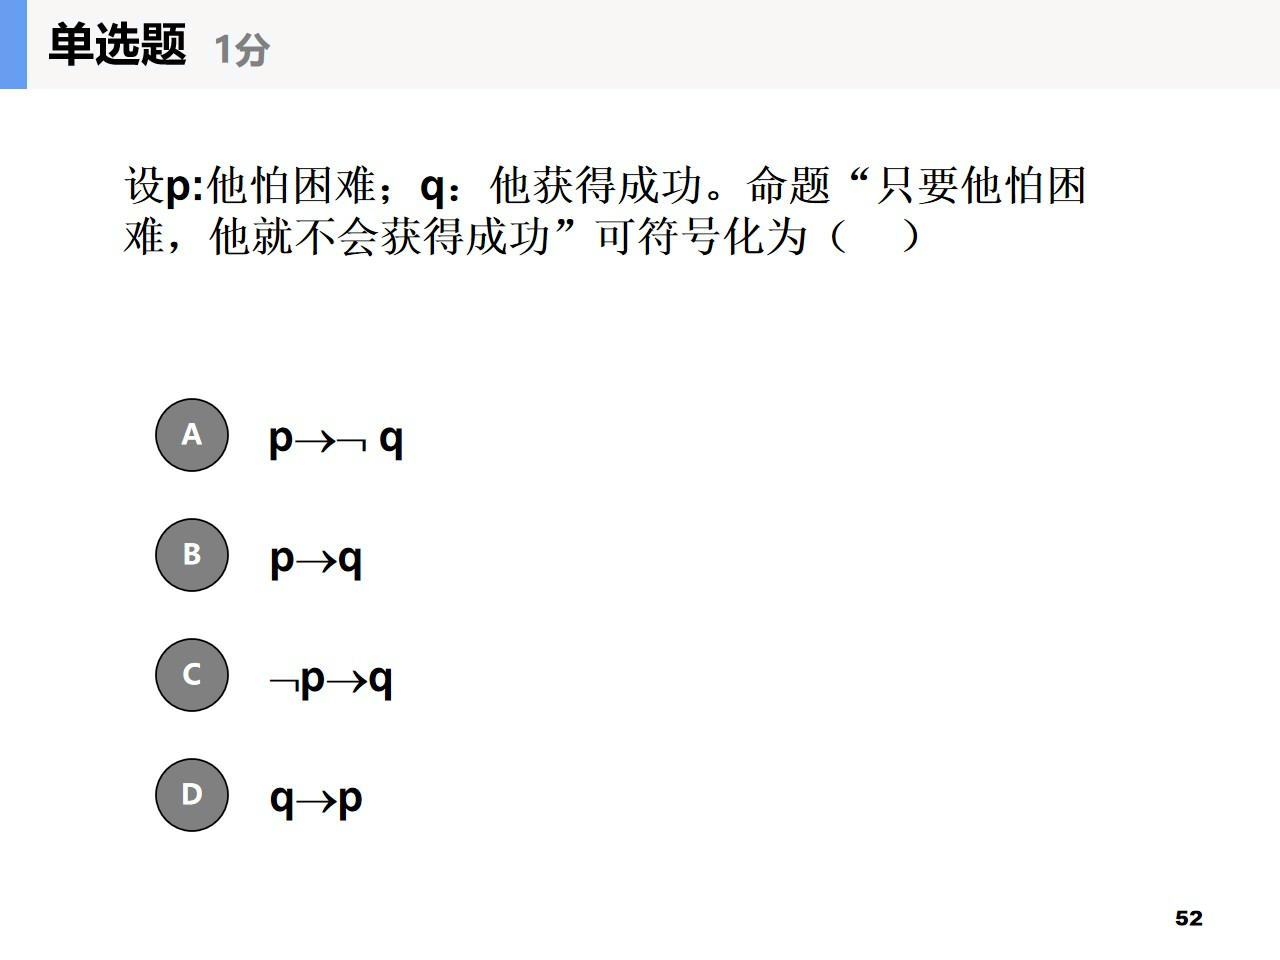 单选题 1分
设p:他怕困难；q：他获得成功。命题“只要他怕困
难，他就不会获得成功”可符号化为（ ）
A p→¬ q
B p→q
C ¬p→q
D q→p
52